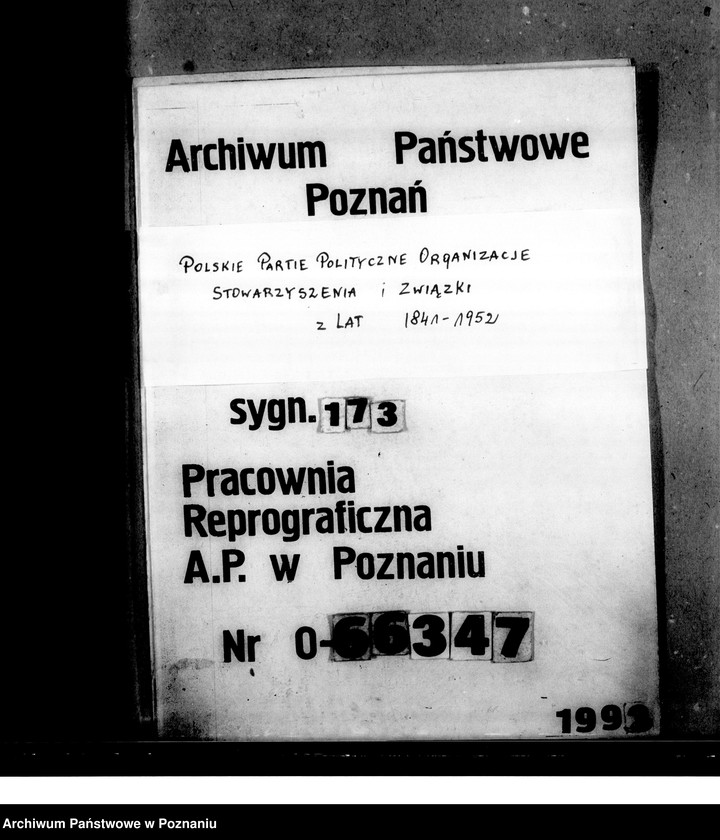 Archiwum Państwowe
Poznań
Polskie Partie Polityczne Organizacje
Stowarzyszenia i Związki
z lat 1841-1952
sygn. 173
Pracownia
Reprograficzna
A.P. w Poznaniu
Nr O-66347
1993
Archiwum Państwowe w Poznaniu